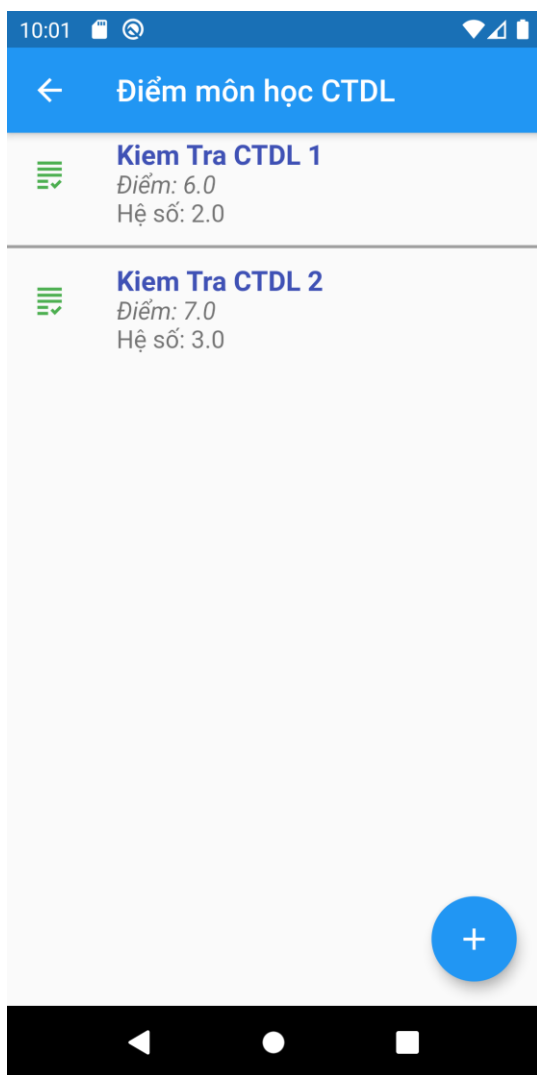 10:01
Điểm môn học CTDL
Kiem Tra CTDL 1
Điểm: 6.0
Hệ số: 2.0
Kiem Tra CTDL 2
Điểm: 7.0
Hệ số: 3.0